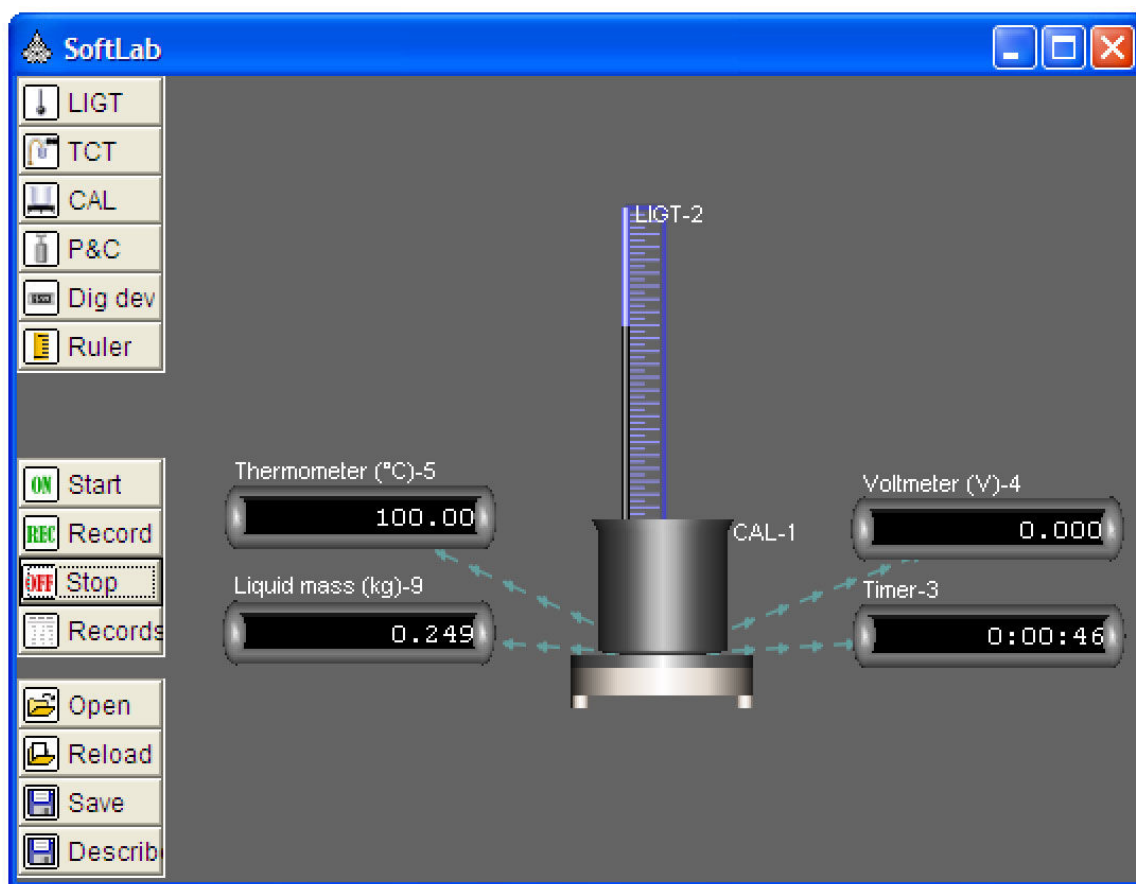 SoftLab
LIGT
TCT
CAL
P&C
Dig dev
Ruler
ON Start
REC Record
OFF Stop
Records
Open
Reload
Save
Describ
LIGT-2
Thermometer (°C)-5
100.00
Liquid mass (kg)-9
0.249
CAL-1
Voltmeter (V)-4
0.000
Timer-3
0:00:46